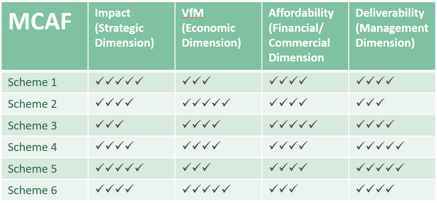 MCAF
Impact
(Strategic
Dimension)
VfM
(Economic
Dimension)
Affordability
(Financial/
Commercial
Dimension
Deliverability
(Management
Dimension)
Scheme 1 ✓✓✓✓✓ ✓✓✓ ✓✓✓✓ ✓✓✓✓
Scheme 2 ✓✓✓✓ ✓✓✓✓✓ ✓✓✓✓ ✓✓✓
Scheme 3 ✓✓✓ ✓✓✓✓ ✓✓✓✓✓ ✓✓✓✓
Scheme 4 ✓✓✓✓ ✓✓✓✓ ✓✓✓✓ ✓✓✓✓✓
Scheme 5 ✓✓✓✓✓ ✓✓✓ ✓✓✓✓ ✓✓✓✓✓
Scheme 6 ✓✓✓✓ ✓✓✓✓✓ ✓✓✓ ✓✓✓✓